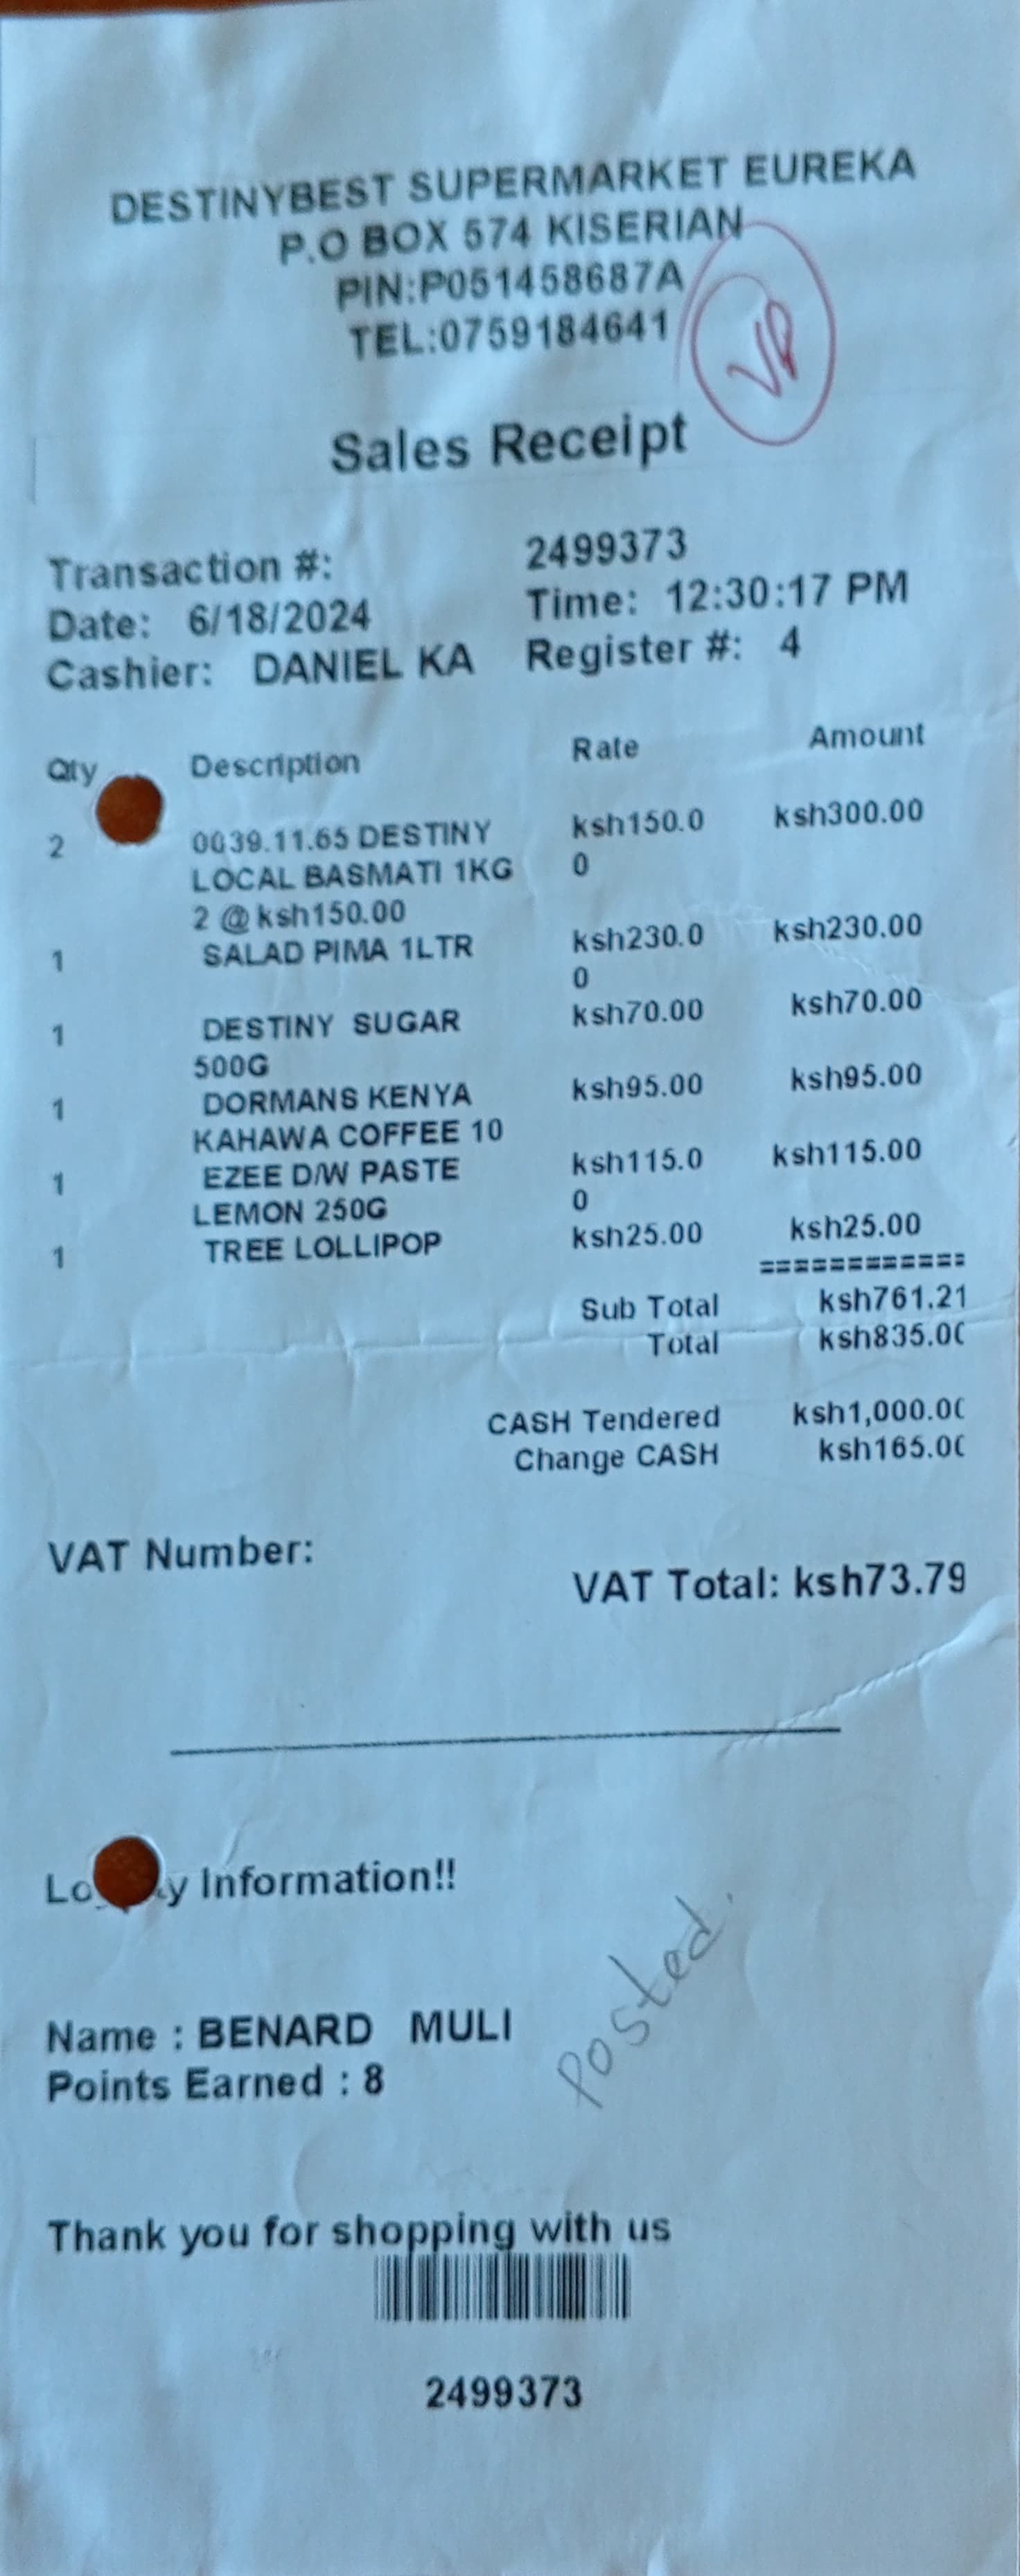 DESTINYBEST SUPERMARKET EUREKA
P.O BOX 574 KISERIAN
PIN:P051458687A
TEL:0759184641
Sales Receipt
Transaction #: 2499373
Date: 6/18/2024 Time: 12:30:17 PM
Cashier: DANIEL KA Register #: 4
Qty Description Rate Amount
2 0039.11.65 DESTINY ksh150.0 ksh300.00
LOCAL BASMATI 1KG 0
2 @ ksh150.00
1 SALAD PIMA 1LTR ksh230.0 ksh230.00
0
1 DESTINY SUGAR ksh70.00 ksh70.00
500G
1 DORMANS KENYA ksh95.00 ksh95.00
KAHAWA COFFEE 10
1 EZEE D/W PASTE ksh115.0 ksh115.00
LEMON 250G 0
1 TREE LOLLIPOP ksh25.00 ksh25.00
============
Sub Total ksh761.21
Total ksh835.00
CASH Tendered ksh1,000.00
Change CASH ksh165.00
VAT Number:
VAT Total: ksh73.79
Information!!
Posted.
Name : BENARD MULI
Points Earned : 8
Thank you for shopping with us
2499373